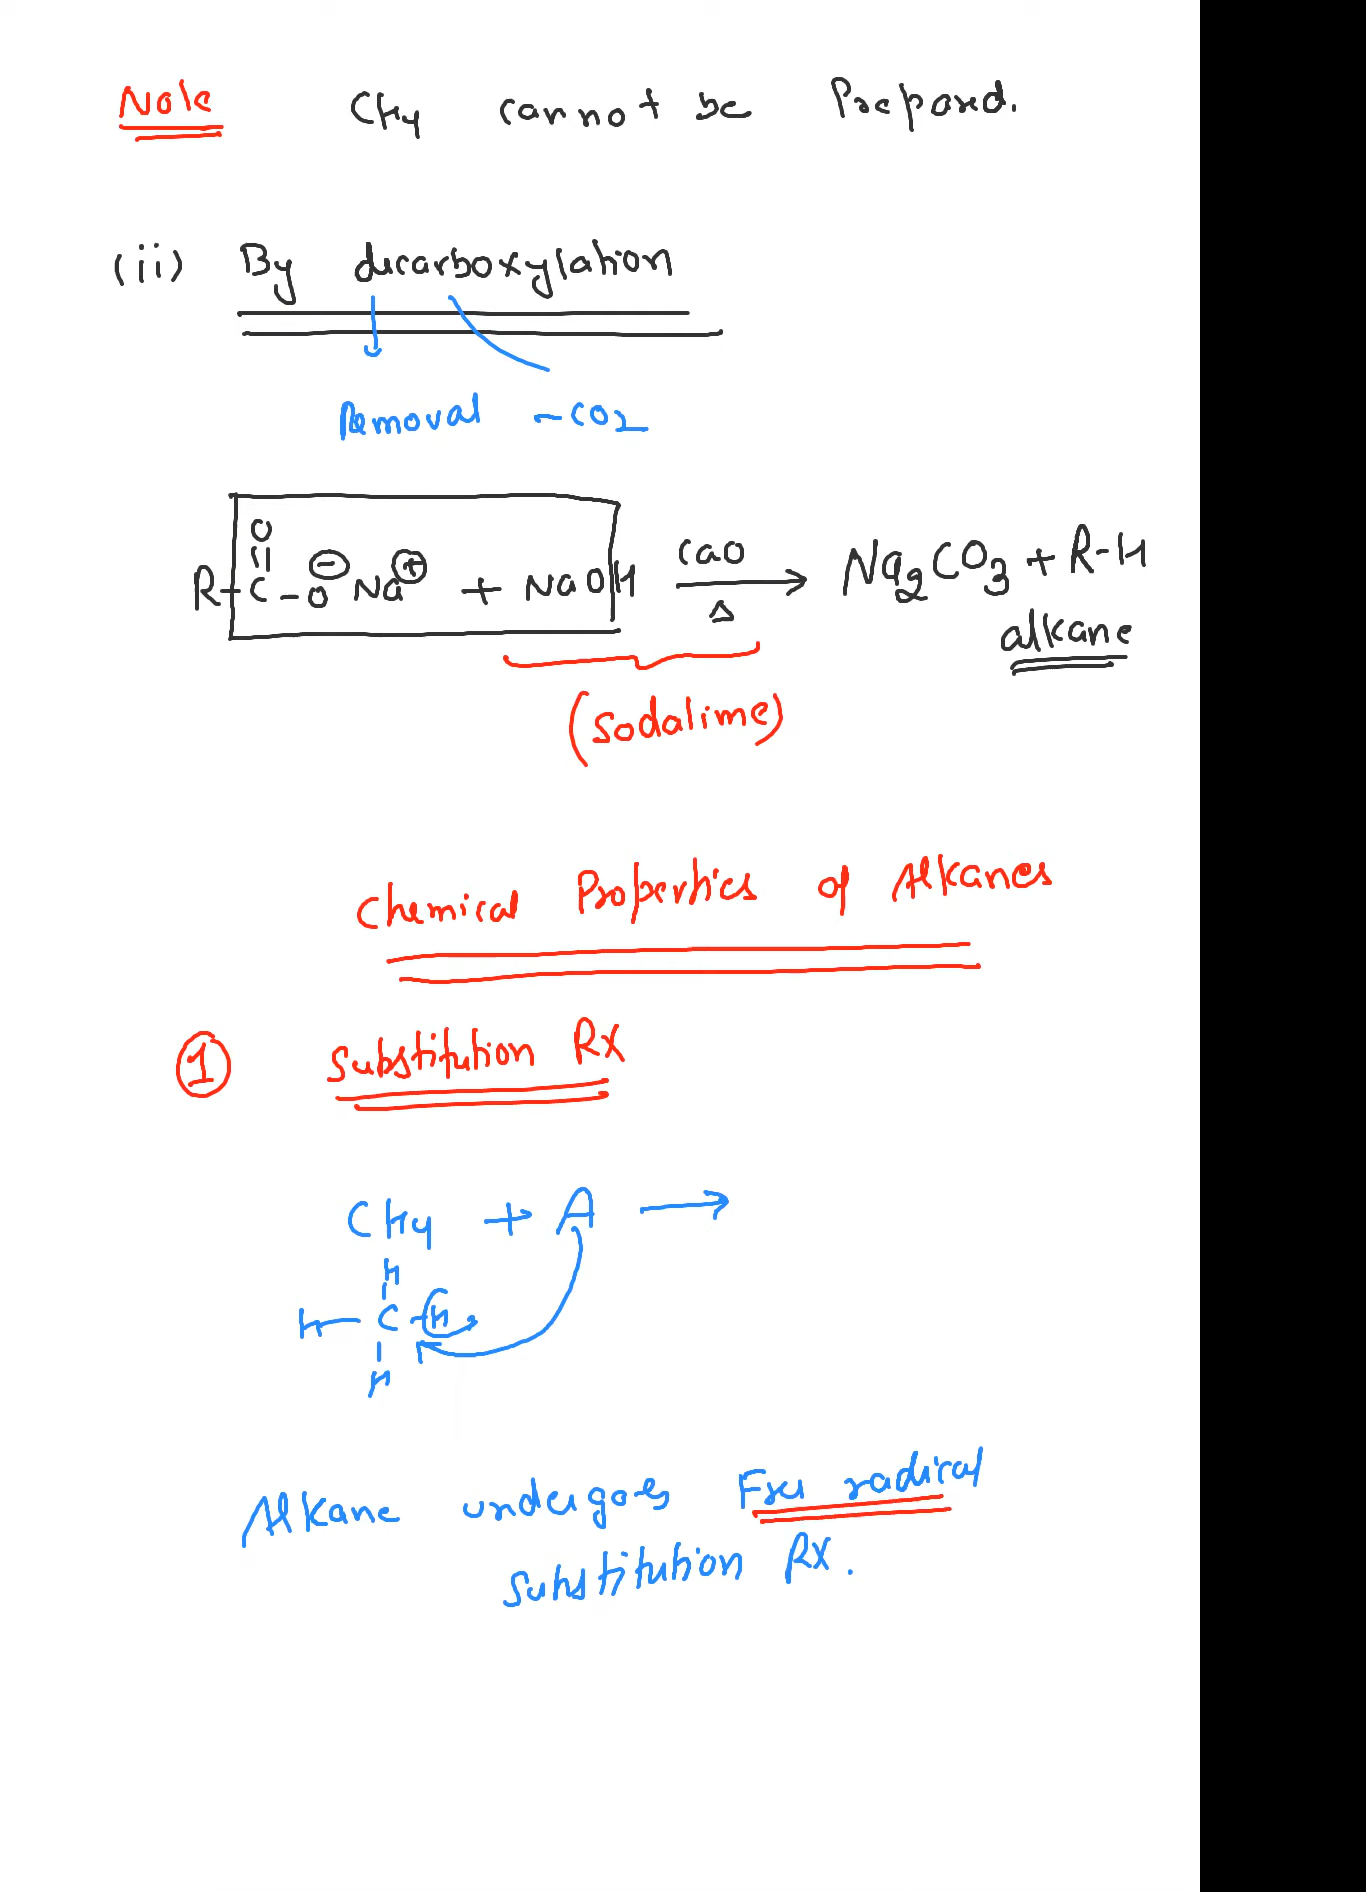 Note CH4 cannot be Prepared.
(ii) By decarboxylation
Removal -CO2
O
||
R-C-O⊖ Na⊕ + NaOH CaO Δ → Na2CO3 + R-H
alkane
(Sodalime)
Chemical Properties of Alkanes
① Substitution Rx
CH4 + A →
H
|
H-C-H
|
H
Alkane undergoes Free radical
Substitution Rx.